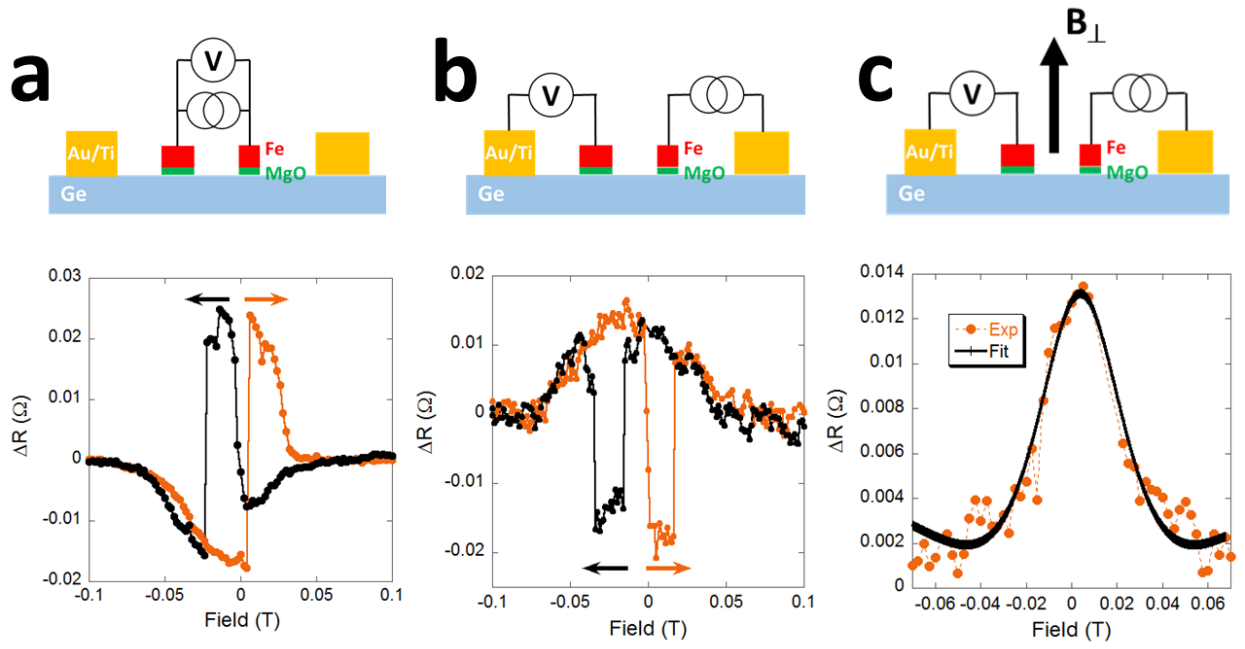 a
V
Au/Ti
Fe
MgO
Ge
b
V
Au/Ti
Fe
MgO
Ge
c
B⊥
V
Au/Ti
Fe
MgO
Ge
0.03
0.02
0.01
0
-0.01
-0.02
ΔR (Ω)
-0.1
-0.05
0
0.05
0.1
Field (T)
0.02
0.01
0
-0.01
-0.02
ΔR (Ω)
-0.1
-0.05
0
0.05
0.1
Field (T)
0.014
0.012
0.01
0.008
0.006
0.004
0.002
0
ΔR (Ω)
Exp
Fit
-0.06
-0.04
-0.02
0
0.02
0.04
0.06
Field (T)